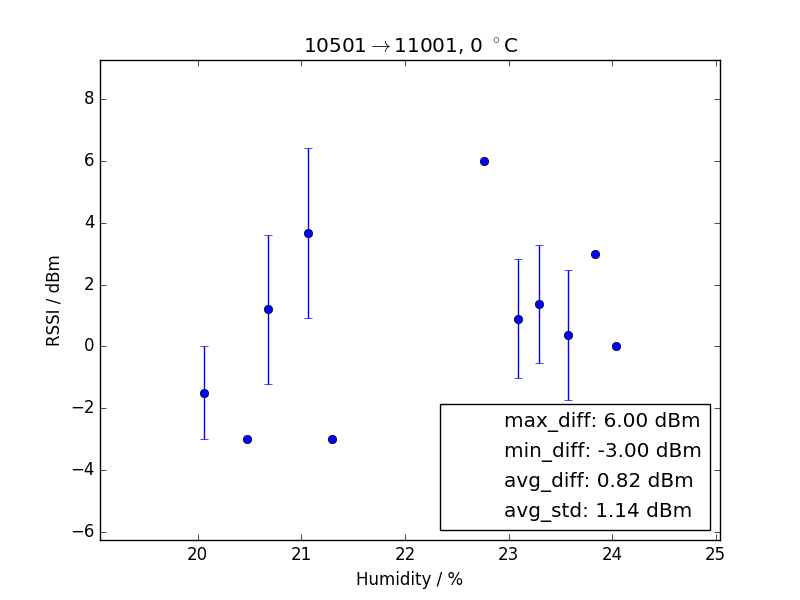 10501→11001, 0 °C
RSSI / dBm
8
6
4
2
0
−2
−4
−6
max_diff: 6.00 dBm
min_diff: -3.00 dBm
avg_diff: 0.82 dBm
avg_std: 1.14 dBm
20 21 22 23 24 25
Humidity / %